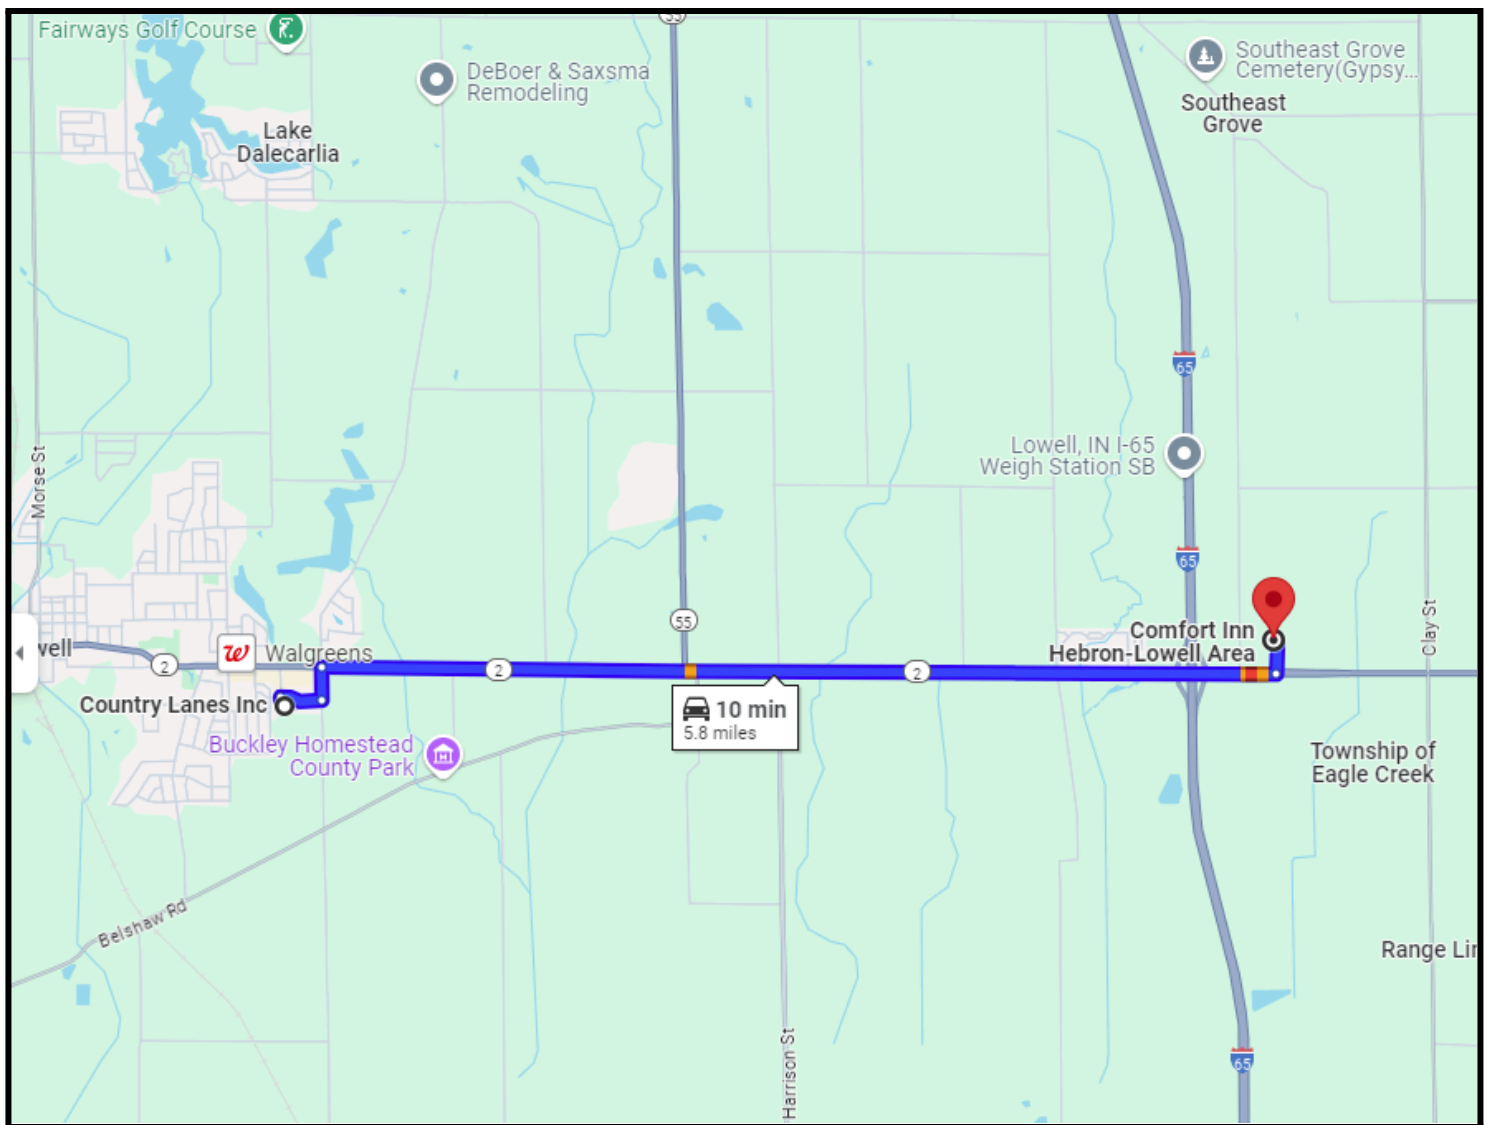 Fairways Golf Course
55
DeBoer & Saxsma
Remodeling
Southeast Grove
Cemetery(Gypsy...
Southeast
Grove
Lake
Dalecarlia
65
Morse St
Lowell, IN I-65
Weigh Station SB
65
55
Clay St
Comfort Inn
Hebron-Lowell Area
well
2
W
Walgreens
2
2
Country Lanes Inc
10 min
5.8 miles
Buckley Homestead
County Park
Township of
Eagle Creek
Belshaw Rd
Range Lin
Harrison St
65